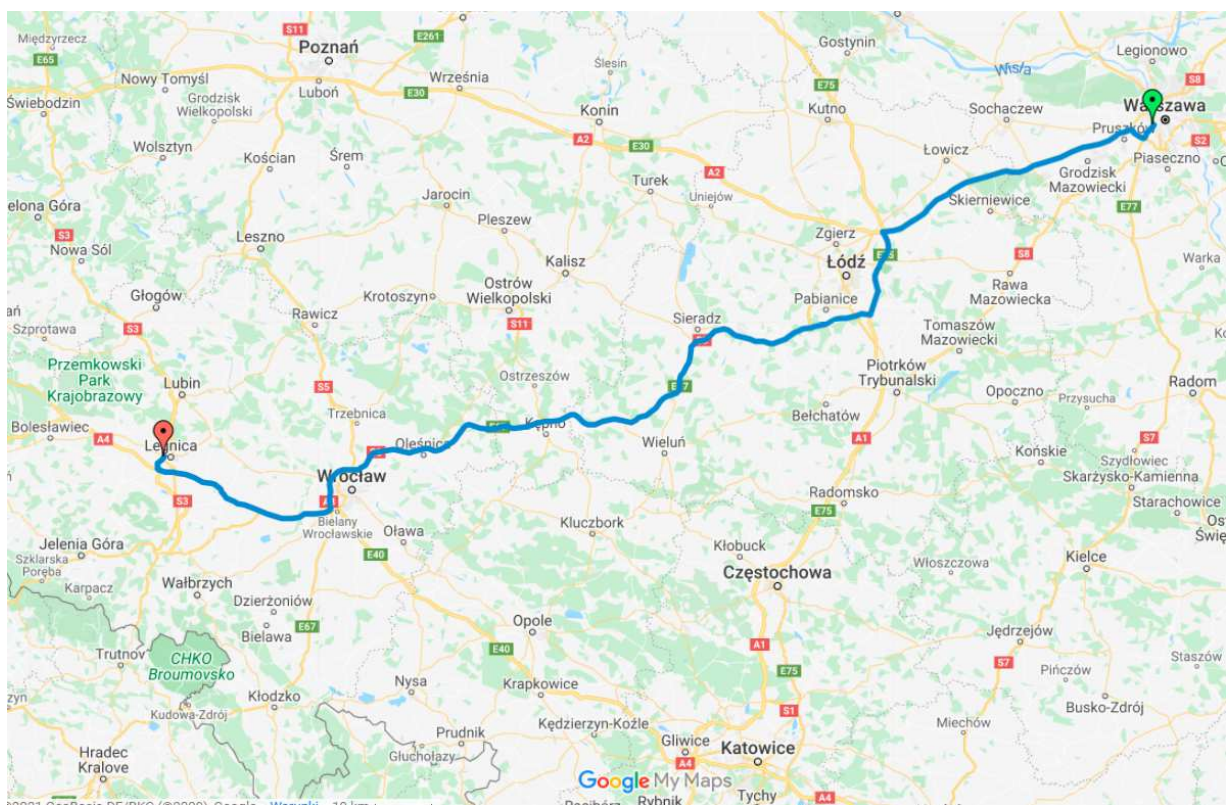 Międzyrzecz
Poznań
S11
E261
Gostynin
Legionowo
E65
Nowy Tomyśl
Września
Ślesin
E75
Wisła
S8
Świebodzin
Grodzisk
Wielkopolski
Luboń
E30
Konin
Kutno
Sochaczew
Warszawa
Wolsztyn
Kościan
Śrem
A2
E30
Łowicz
Pruszków
S2
Piaseczno
Turek
A2
Uniejów
Grodzisk
Mazowiecki
Skierniewice
E77
Jarocin
Pleszew
Zgierz
S3
Leszno
Nowa Sól
Kalisz
Łódź
S8
Warka
Głogów
Krotoszyn
Ostrów
Wielkopolski
Pabianice
Rawa
Mazowiecka
Szprotawa
S3
Rawicz
S11
Sieradz
Tomaszów
Mazowiecki
Przemkowski
Park
Krajobrazowy
Lubin
S5
Ostrzeszów
Piotrków
Trybunalski
Opoczno
Przysucha
Radom
Bolesławiec
A4
Legnica
Trzebnica
Oleśnica
Kępno
Wieluń
Bełchatów
A1
S7
Końskie
Szydłowiec
Skarżysko-Kamienna
Wrocław
S3
Bielany
Wrocławskie
Radomsko
E75
Starachowice
Oława
Kluczbork
Jelenia Góra
E40
Kłobuck
Włoszczowa
Kielce
Szklarska
Poręba
Karpacz
Wałbrzych
Częstochowa
Dzierżoniów
E67
Bielawa
Opole
Jędrzejów
Trutnov
CHKO
Broumovsko
E40
A1
E75
S7
Pińczów
Staszów
Kłodzko
Nysa
Krapkowice
Kudowa-Zdrój
S1
Busko-Zdrój
Hradec
Kralove
Głuchołazy
Prudnik
Kędzierzyn-Koźle
Gliwice
A4
Katowice
Miechów
Google My Maps
Rybnik
Tychy
A4